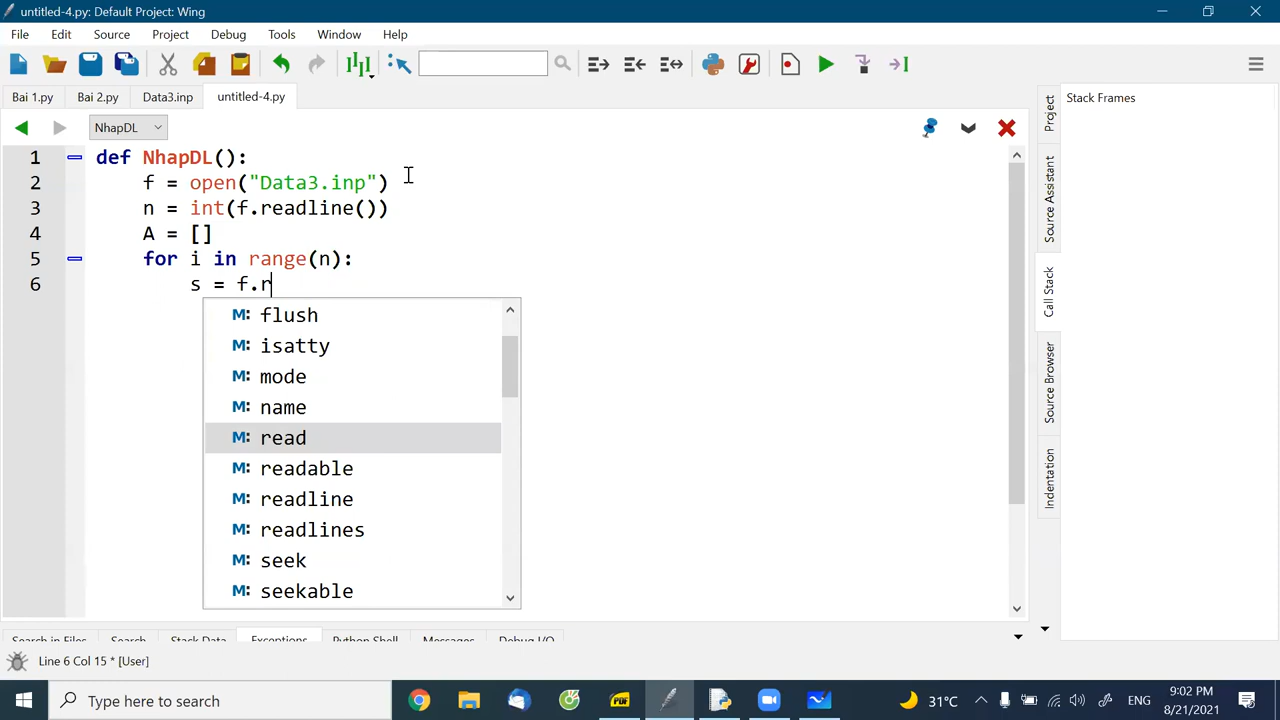 untitled-4.py: Default Project: Wing
File Edit Source Project Debug Tools Window Help
Bai 1.py Bai 2.py Data3.inp untitled-4.py
Stack Frames
NhapDL
1 def NhapDL():
2 f = open("Data3.inp")
3 n = int(f.readline())
4 A = []
5 for i in range(n):
6 s = f.r
M: flush
M: isatty
M: mode
M: name
M: read
M: readable
M: readline
M: readlines
M: seek
M: seekable
Project
Source Assistant
Call Stack
Source Browser
Indentation
Search in Files Search Stack Data Exceptions Python Shell Messages Debug I/O
Line 6 Col 15 * [User]
Type here to search
PDF
31°C
ENG
9:02 PM
8/21/2021